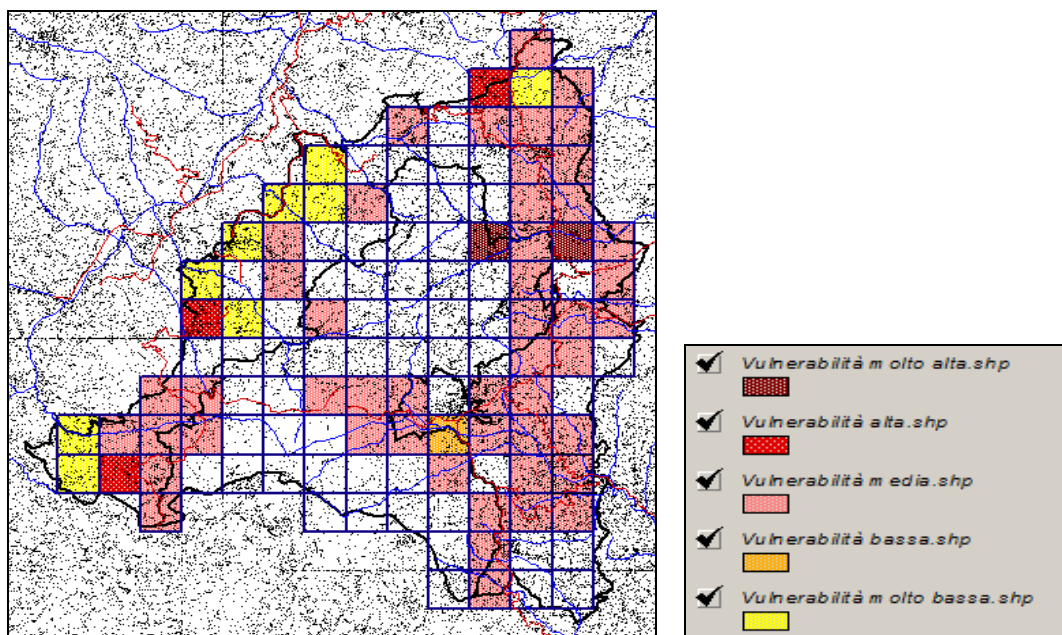 Vulnerabilità molto alta.shp
Vulnerabilità alta.shp
Vulnerabilità media.shp
Vulnerabilità bassa.shp
Vulnerabilità molto bassa.shp